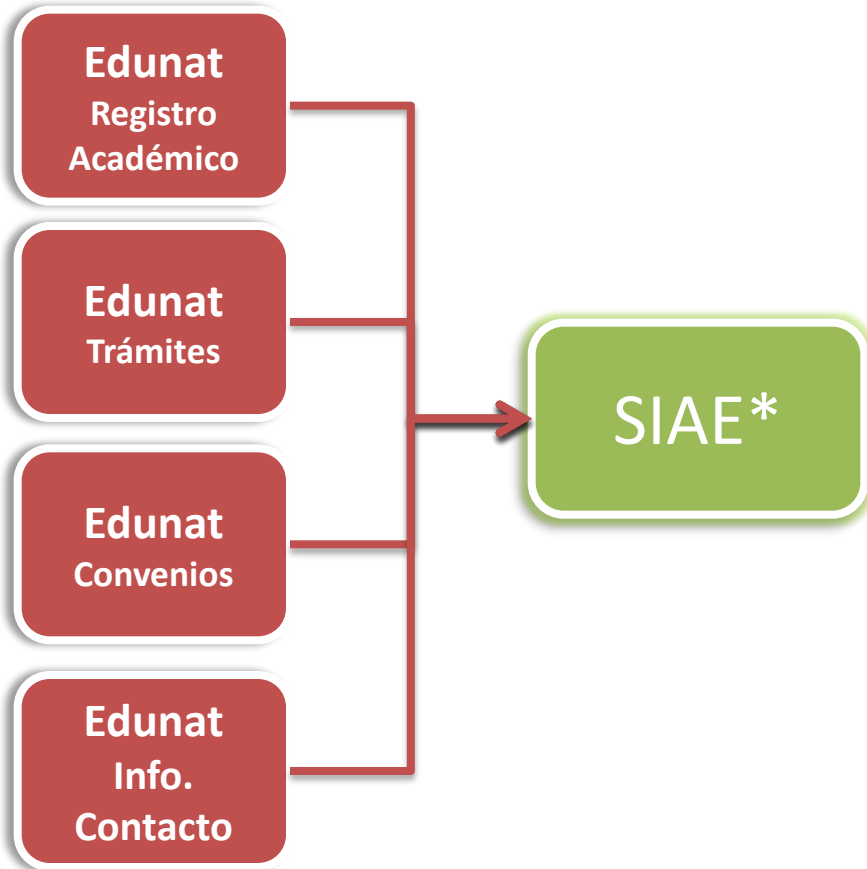 Edunat
Registro
Académico
Edunat
Trámites
Edunat
Convenios
Edunat
Info.
Contacto
SIAE*